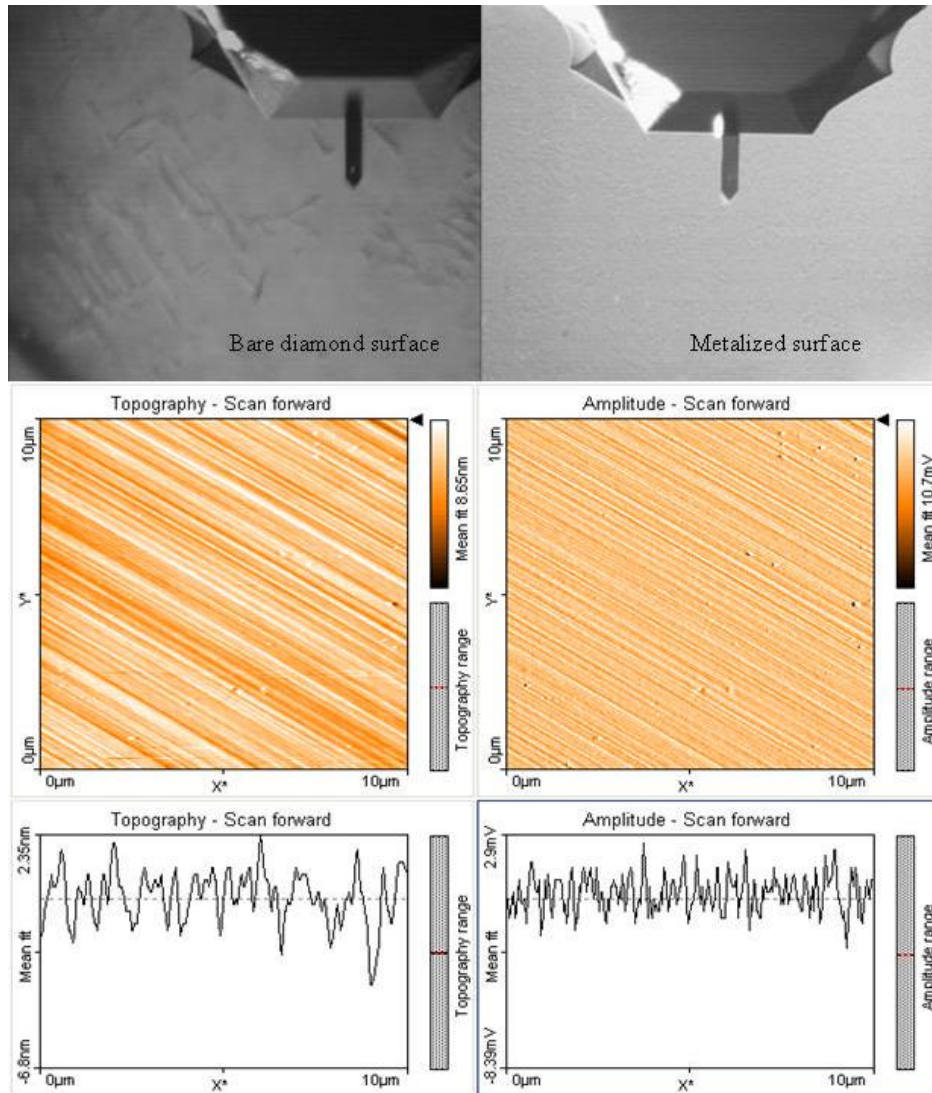 Bare diamond surface
Metalized surface
Topography - Scan forward
10µm
Y*
0µm
0µm
X*
10µm
Mean fit 8.65nm
Topography range
Amplitude - Scan forward
10µm
Y*
0µm
0µm
X*
10µm
Mean fit 10.7mV
Amplitude range
Topography - Scan forward
2.35nm
Mean fit
-6.8nm
0µm
X*
10µm
Topography range
Amplitude - Scan forward
2.9mV
Mean fit
-8.39mV
0µm
X*
10µm
Amplitude range